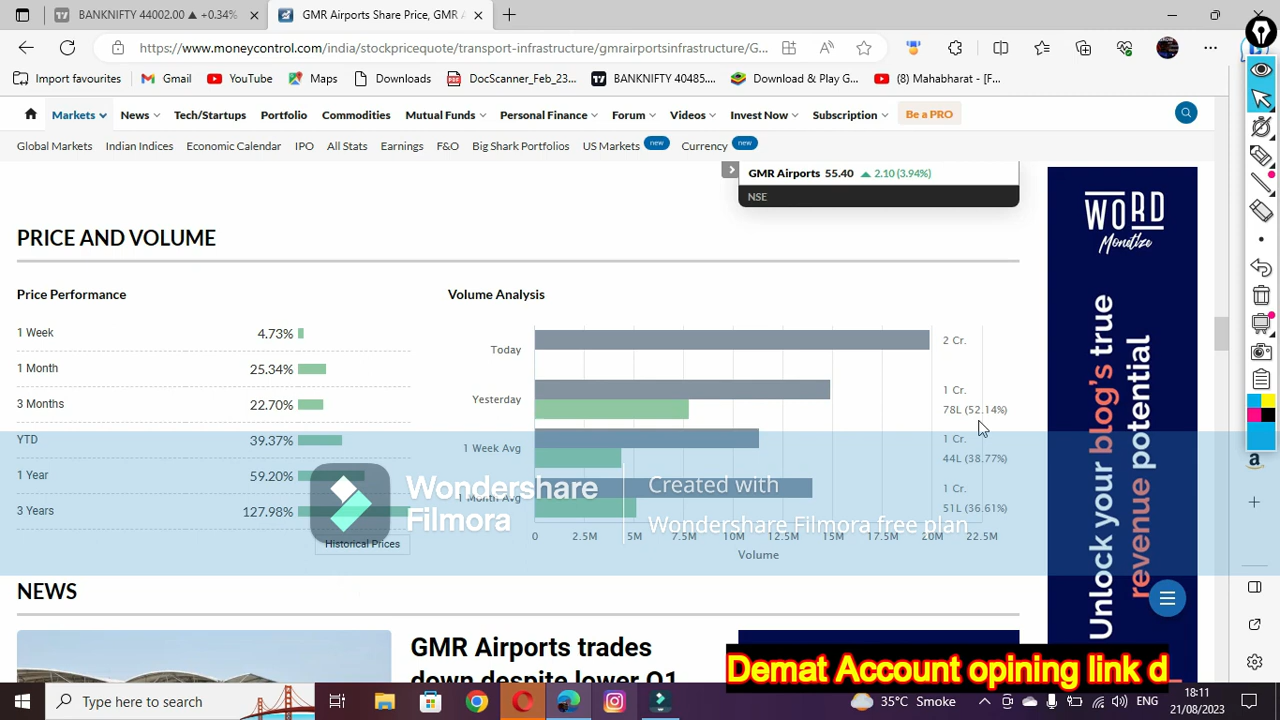 BANKNIFTY 44002.00 ▲ +0.34%
GMR Airports Share Price, GMR A
https://www.moneycontrol.com/india/stockpricequote/transport-infrastructure/gmrairportsinfrastructure/G...
Import favourites
Gmail
YouTube
Maps
Downloads
DocScanner_Feb_23...
BANKNIFTY 40485....
Download & Play G...
(8) Mahabharat - [F...
Markets
News
Tech/Startups
Portfolio
Commodities
Mutual Funds
Personal Finance
Forum
Videos
Invest Now
Subscription
Be a PRO
Global Markets
Indian Indices
Economic Calendar
IPO
All Stats
Earnings
F&O
Big Shark Portfolios
US Markets
new
Currency
new
GMR Airports 55.40 ▲ 2.10 (3.94%)
NSE
PRICE AND VOLUME
Price Performance
1 Week 4.73%
1 Month 25.34%
3 Months 22.70%
YTD 39.37%
1 Year 59.20%
3 Years 127.98%
Historical Prices
Volume Analysis
Today 2 Cr.
Yesterday 1 Cr.
78L (52.14%)
1 Week Avg 1 Cr.
44L (38.77%)
1 Month Avg 1 Cr.
51L (36.61%)
0 2.5M 5M 7.5M 10M 12.5M 15M 17.5M 20M 22.5M
Volume
Wondershare
Filmora
Created with
Wondershare Filmora free plan
WORD
Monetize
Unlock your blog's true
revenue potential
NEWS
GMR Airports trades
down despite lower Q1
Demat Account opining link d_
Type here to search
35°C Smoke
ENG
18:11
21/08/2023